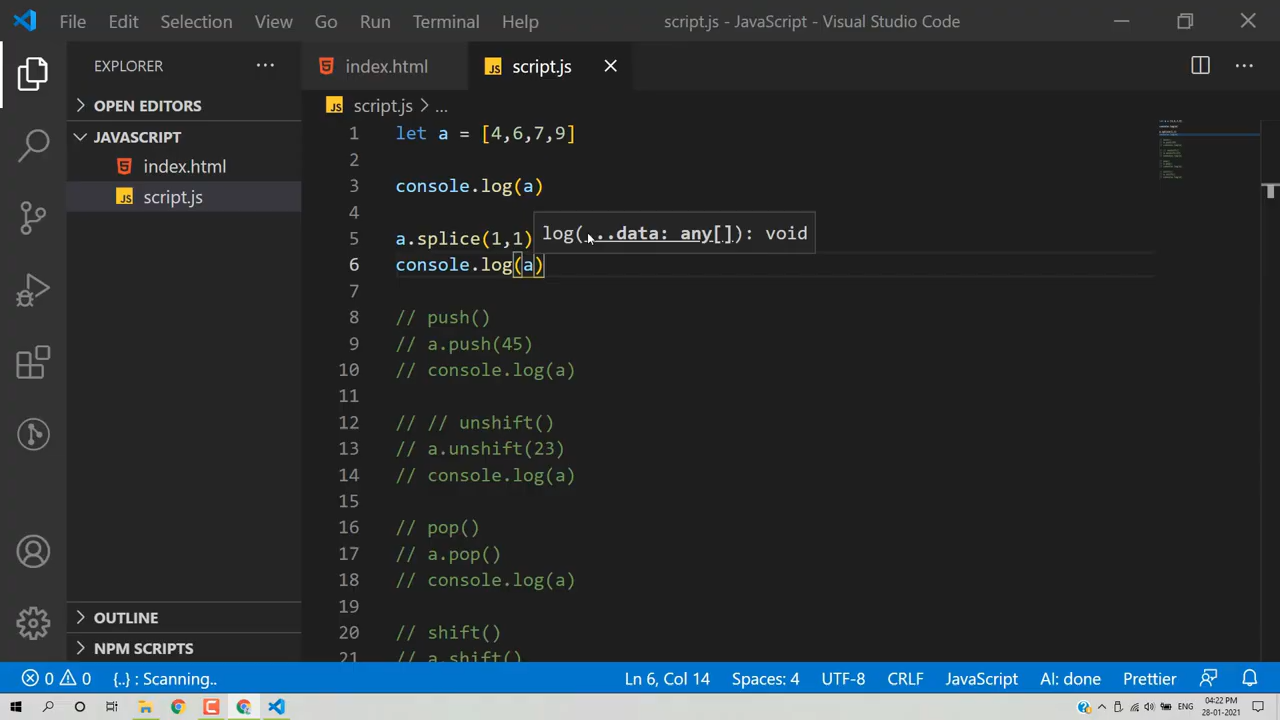 File Edit Selection View Go Run Terminal Help script.js - JavaScript - Visual Studio Code
EXPLORER ...
index.html
JS script.js
OPEN EDITORS
JAVASCRIPT
index.html
JS script.js
OUTLINE
NPM SCRIPTS
JS script.js > ...
1 let a = [4,6,7,9]
2
3 console.log(a)
4
5 a.splice(1,1)
log(...data: any[]): void
6 console.log(a)
7
8 // push()
9 // a.push(45)
10 // console.log(a)
11
12 // // unshift()
13 // a.unshift(23)
14 // console.log(a)
15
16 // pop()
17 // a.pop()
18 // console.log(a)
19
20 // shift()
21 // a.shift()
0 0 {..} : Scanning.. Ln 6, Col 14 Spaces: 4 UTF-8 CRLF JavaScript AI: done Prettier
ENG 04:22 PM
28-01-2021